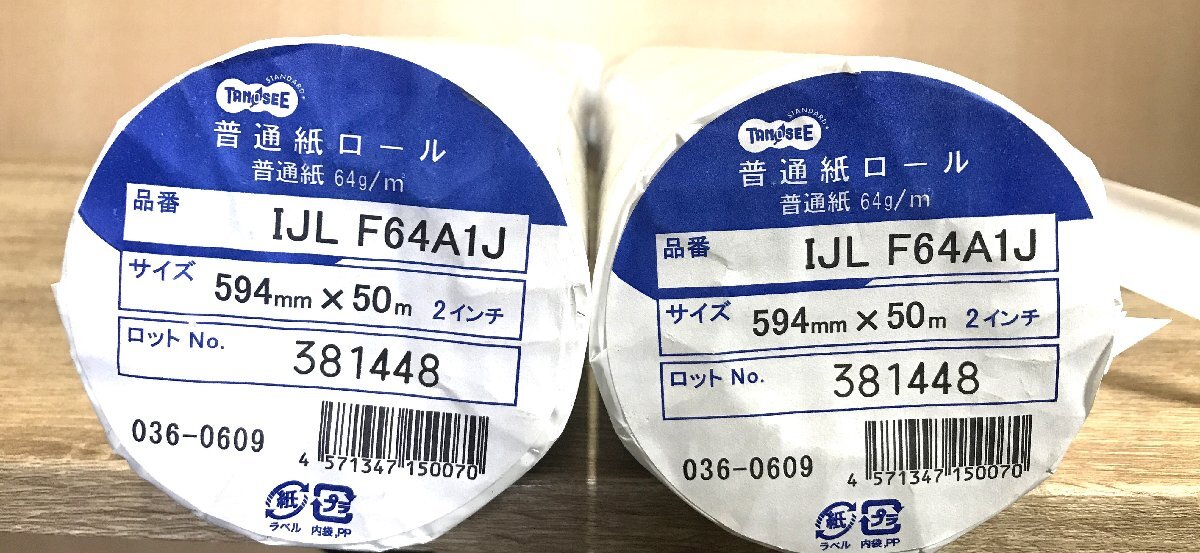 STANDARD
TANOSEE
普通紙ロール
普通紙 64g/m
品番 IJL F64A1J
サイズ 594mm×50m 2インチ
ロット No. 381448
036-0609
4 571347 150070
紙 プラ
ラベル 内袋,PP
STANDARD
TANOSEE
普通紙ロール
普通紙 64g/m
品番 IJL F64A1J
サイズ 594mm×50m 2インチ
ロット No. 381448
036-0609
4 571347 150070
紙 プラ
ラベル 内袋,PP